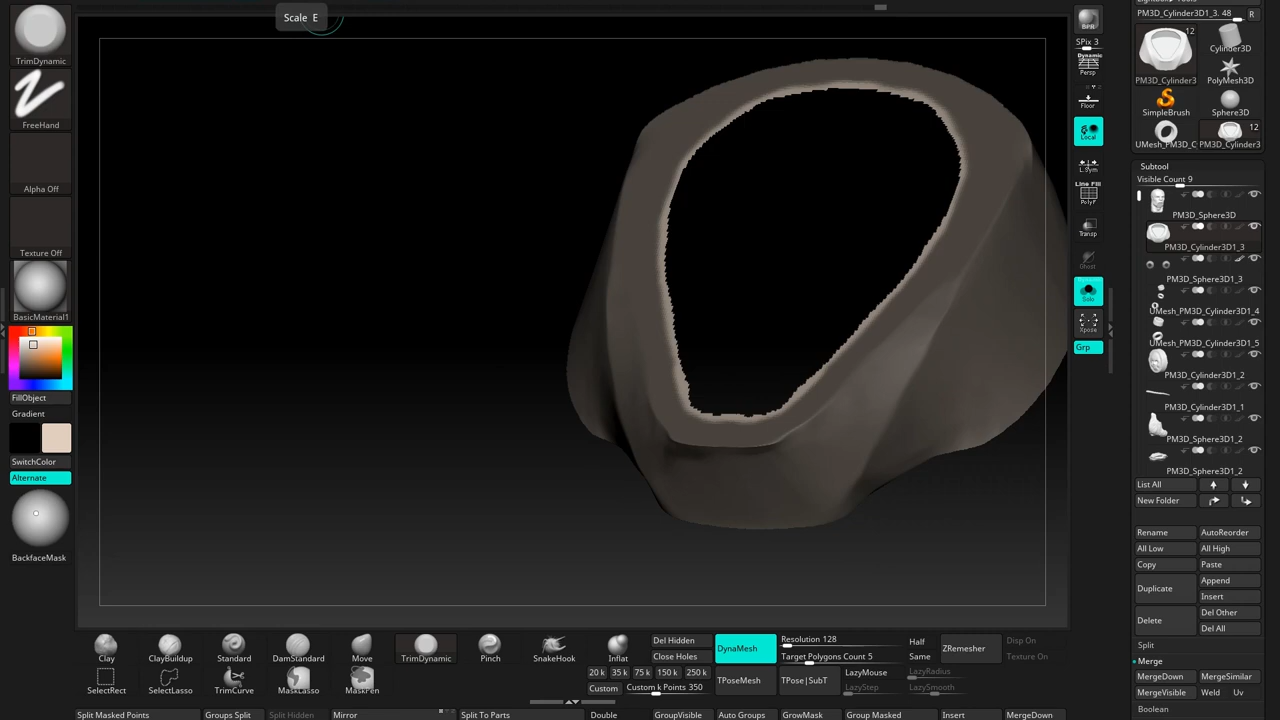 Scale E
TrimDynamic
FreeHand
Alpha Off
Texture Off
BasicMaterial1
FillObject
Gradient
SwitchColor
Alternate
BackfaceMask
BPR
SPix 3
Dynamic
Persp
Floor
Local
L.Sym
Line Fill
PolyF
Transp
Ghost
Solo
Xpose
Grp
PM3D_Cylinder3D1_3. 48
R
12
PM3D_Cylinder3
Cylinder3D
PolyMesh3D
SimpleBrush
Sphere3D
12
UMesh_PM3D_C
PM3D_Cylinder3
Subtool
Visible Count 9
PM3D_Sphere3D
PM3D_Cylinder3D1_3
PM3D_Sphere3D1_3
UMesh_PM3D_Cylinder3D1_4
UMesh_PM3D_Cylinder3D1_5
PM3D_Cylinder3D1_2
PM3D_Cylinder3D1_1
PM3D_Sphere3D1_2
PM3D_Sphere3D1_2
List All
New Folder
Rename AutoReorder
All Low All High
Copy Paste
Duplicate Append
Insert
Delete Del Other
Del All
Split
Merge
MergeDown MergeSimilar
MergeVisible Weld Uv
Boolean
Clay ClayBuildup Standard DamStandard Move TrimDynamic Pinch SnakeHook Inflat
SelectRect SelectLasso TrimCurve MaskLasso MaskPen
Del Hidden
Close Holes
20 k 35 k 75 k 150 k 250 k
Custom Custom k Points 350
DynaMesh
Resolution 128
Target Polygons Count 5
TPoseMesh TPose|SubT
LazyMouse
LazyStep
Half
Same
ZRemesher
Disp On
Texture On
LazyRadius
LazySmooth
Split Masked Points Groups Split Split Hidden Mirror Split To Parts Double GroupVisible Auto Groups GrowMask Group Masked Insert MergeDown